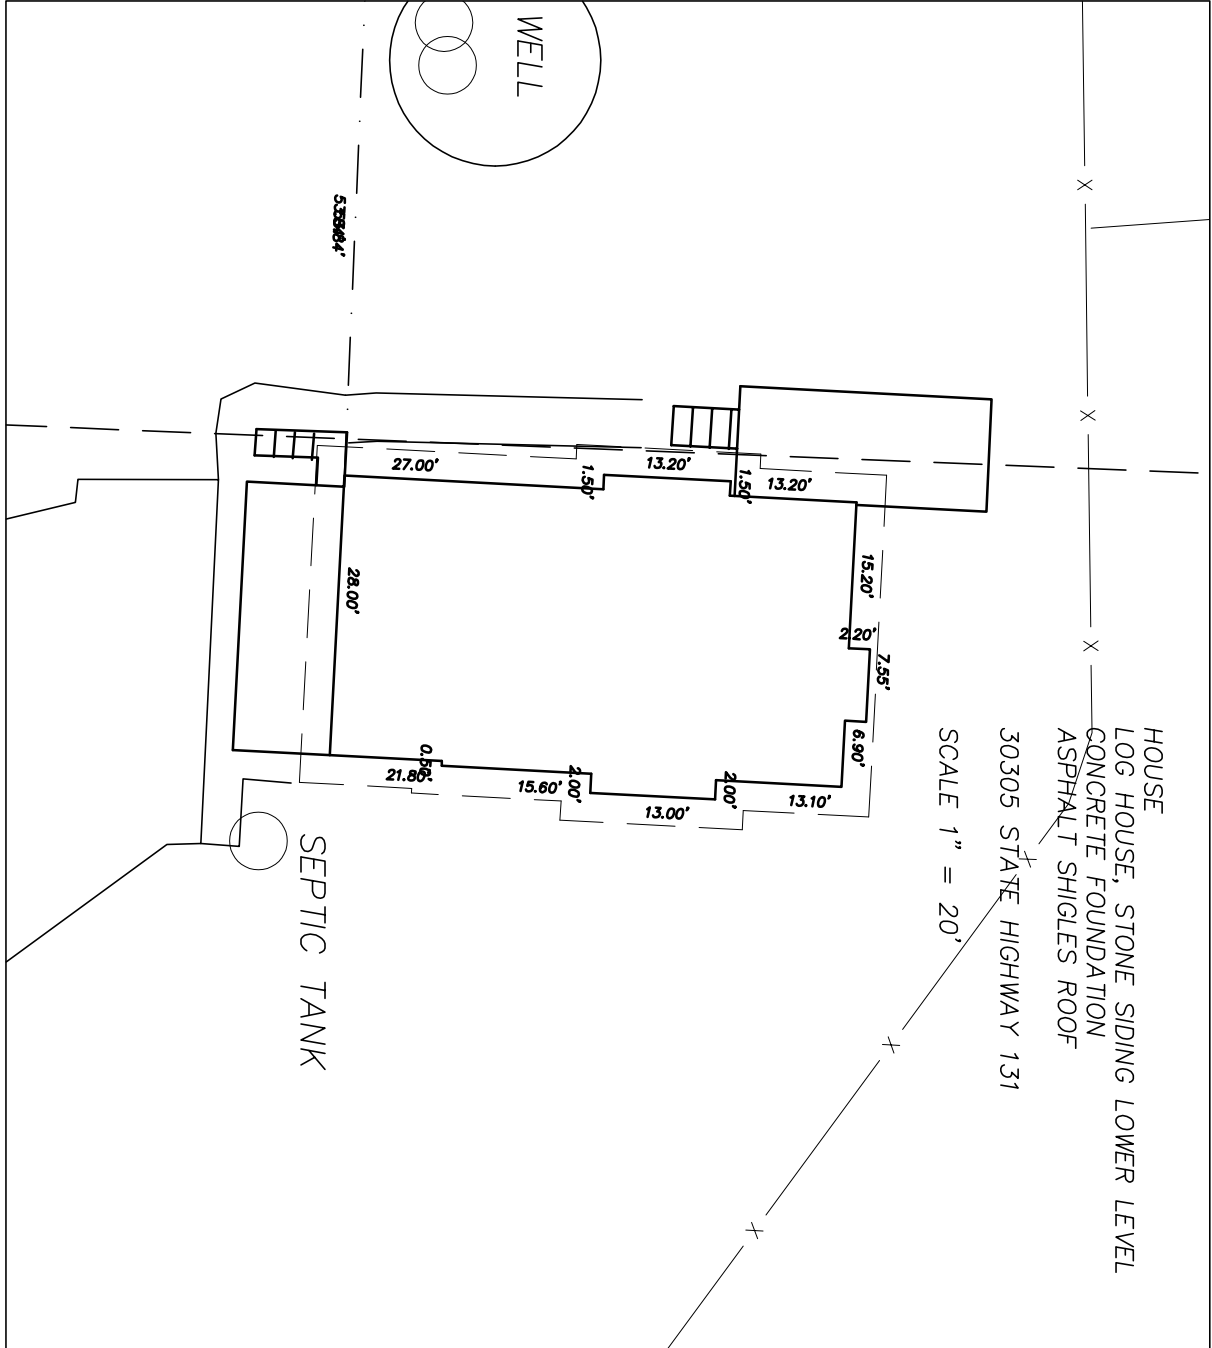 WELL
HOUSE
LOG HOUSE, STONE SIDING LOWER LEVEL
CONCRETE FOUNDATION
ASPHALT SHIGLES ROOF
30305 STATE HIGHWAY 131
SCALE 1" = 20'
SEPTIC TANK
27.00'
1.50'
13.20'
1.50'
13.20'
15.20'
2.20'
7.55'
6.90'
13.10'
2.00'
13.00'
2.00'
15.60'
0.50'
21.80'
28.00'
X
X
X
X
X
X